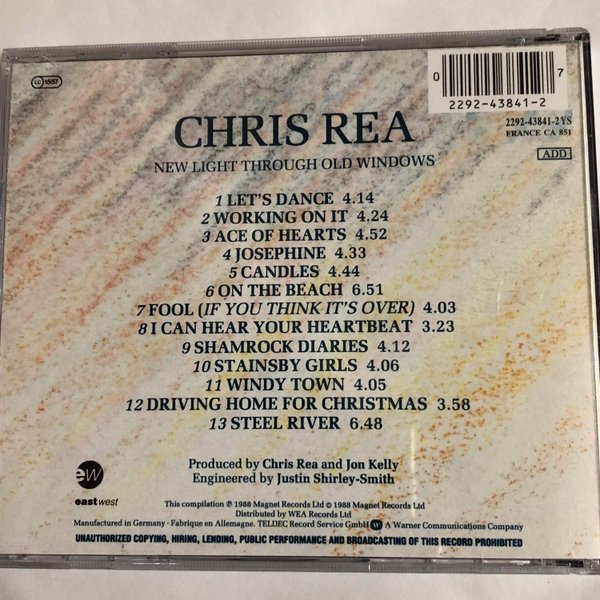 LC 1557
0
7
2292-43841-2
2292-43841-2 YS
FRANCE CA 851
ADD
CHRIS REA
NEW LIGHT THROUGH OLD WINDOWS
1 LET'S DANCE 4.14
2 WORKING ON IT 4.24
3 ACE OF HEARTS 4.52
4 JOSEPHINE 4.33
5 CANDLES 4.44
6 ON THE BEACH 6.51
7 FOOL (IF YOU THINK IT'S OVER) 4.03
8 I CAN HEAR YOUR HEARTBEAT 3.23
9 SHAMROCK DIARIES 4.12
10 STAINSBY GIRLS 4.06
11 WINDY TOWN 4.05
12 DRIVING HOME FOR CHRISTMAS 3.58
13 STEEL RIVER 6.48
Produced by Chris Rea and Jon Kelly
Engineered by Justin Shirley-Smith
ew
eastwest
This compilation ℗ 1988 Magnet Records Ltd © 1988 Magnet Records Ltd
Distributed by WEA Records Ltd
Manufactured in Germany · Fabriqué en Allemagne. TELDEC Record Service GmbH A Warner Communications Company
UNAUTHORIZED COPYING, HIRING, LENDING, PUBLIC PERFORMANCE AND BROADCASTING OF THIS RECORD PROHIBITED